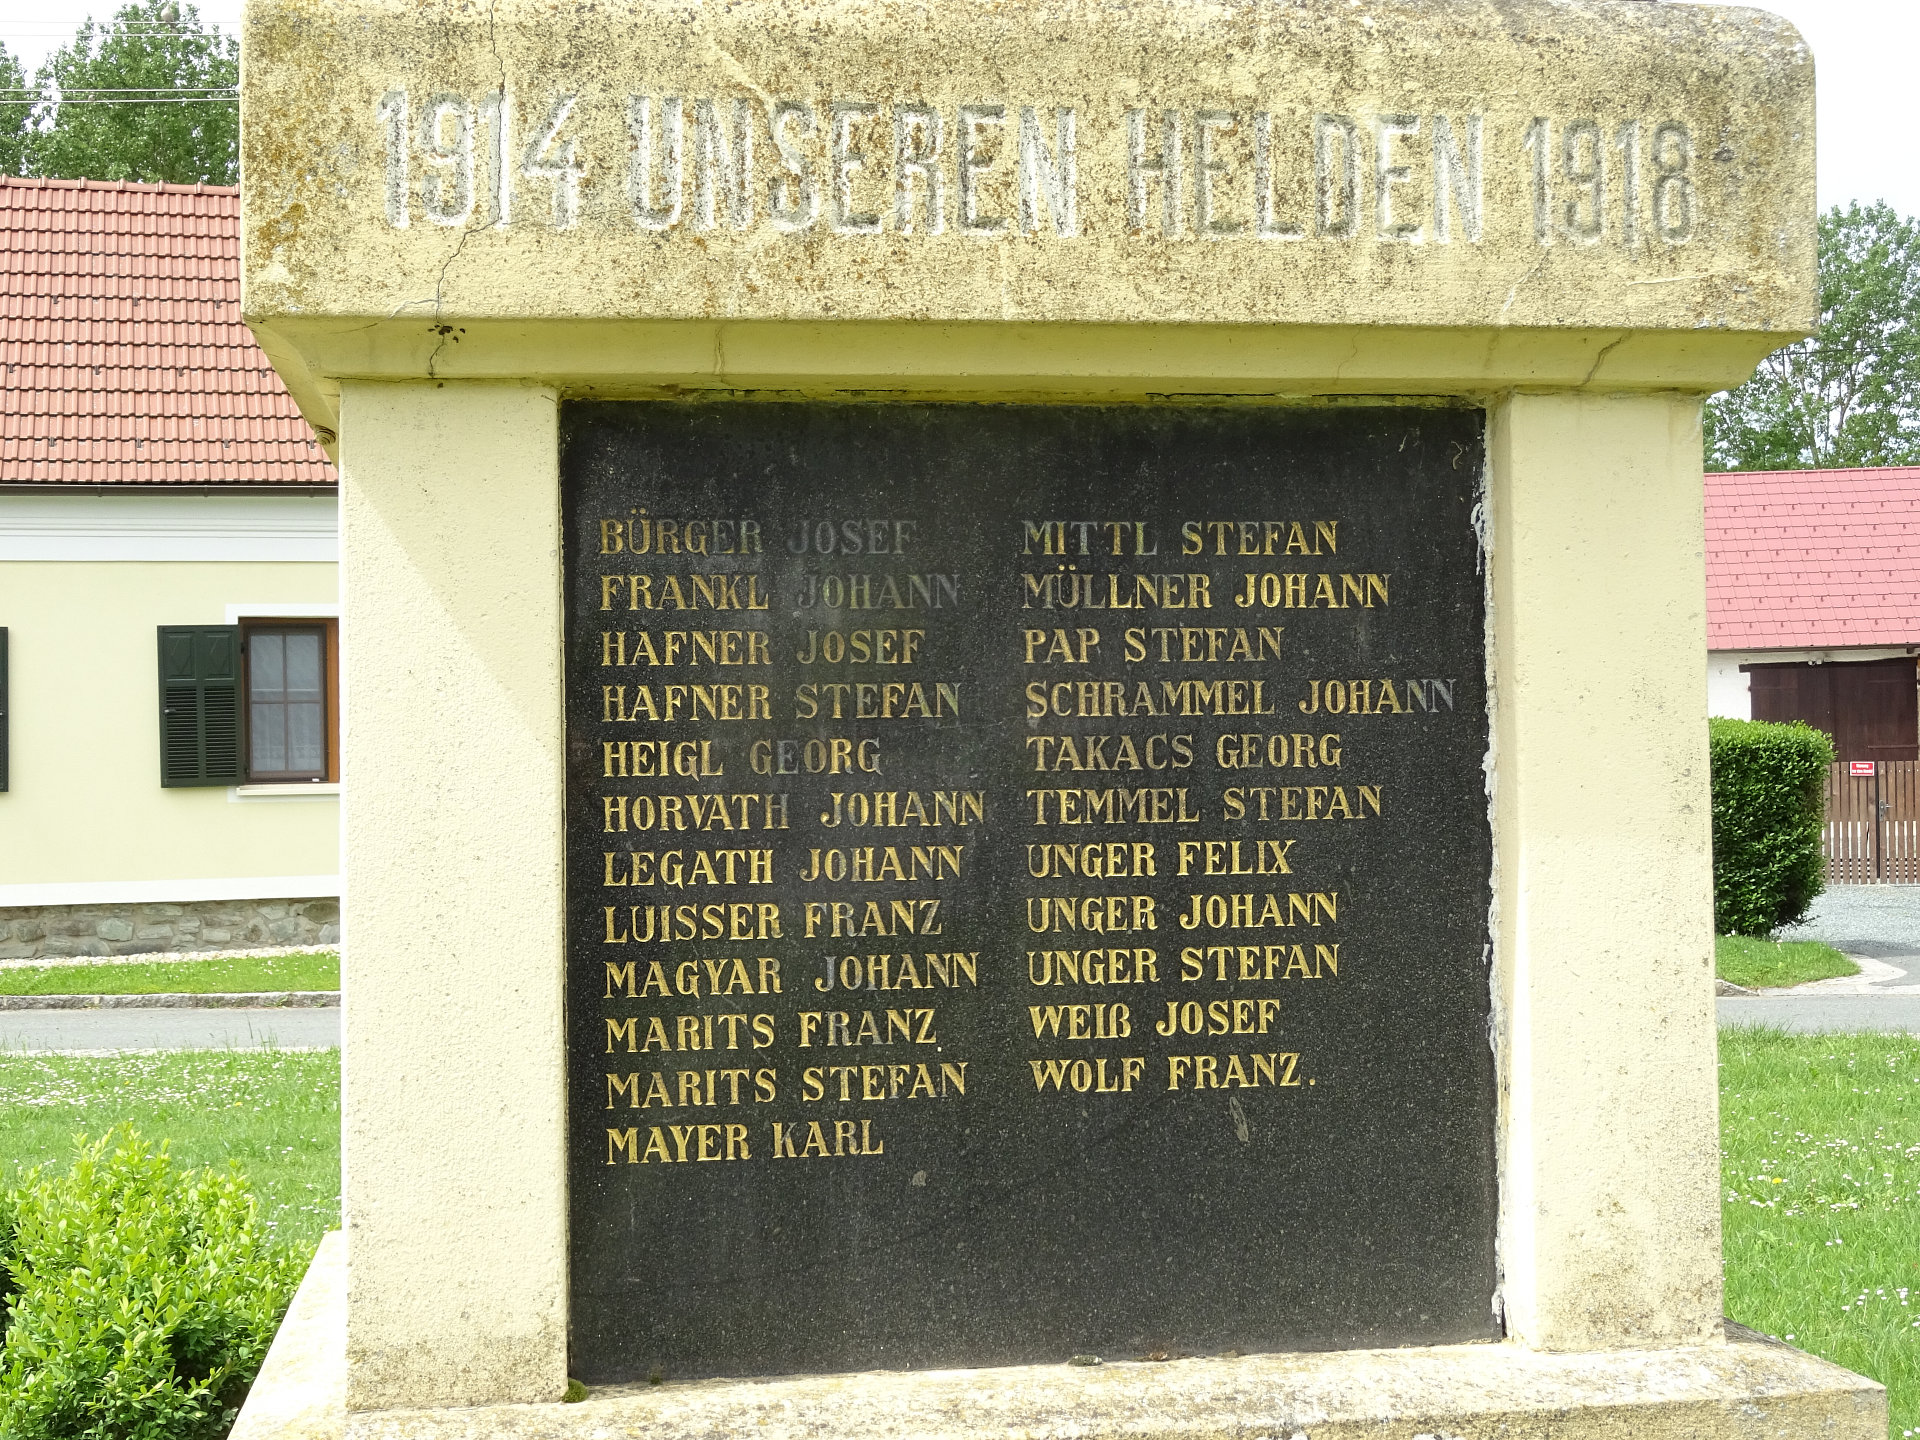 1914 UNSEREN HELDEN 1918
BÜRGER JOSEF
FRANKL JOHANN
HAFNER JOSEF
HAFNER STEFAN
HEIGL GEORG
HORVATH JOHANN
LEGATH JOHANN
LUISSER FRANZ
MAGYAR JOHANN
MARITS FRANZ
MARITS STEFAN
MAYER KARL
MITTL STEFAN
MÜLLNER JOHANN
PAP STEFAN
SCHRAMMEL JOHANN
TAKACS GEORG
TEMMEL STEFAN
UNGER FELIX
UNGER JOHANN
UNGER STEFAN
WEIß JOSEF
WOLF FRANZ.